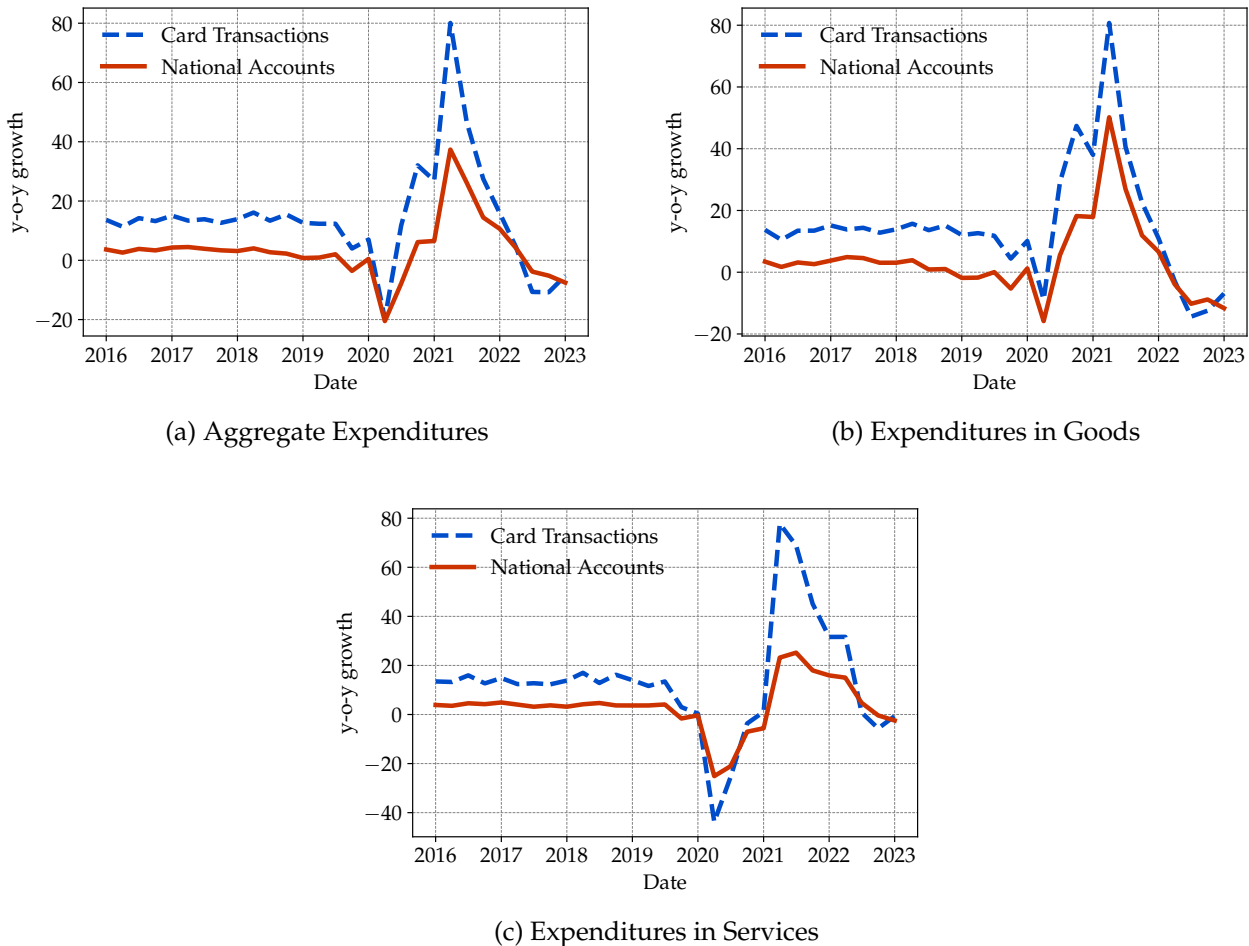 80
60
40
20
0
−20
y-o-y growth
Card Transactions
National Accounts
2016 2017 2018 2019 2020 2021 2022 2023
Date
(a) Aggregate Expenditures
80
60
40
20
0
−20
y-o-y growth
Card Transactions
National Accounts
2016 2017 2018 2019 2020 2021 2022 2023
Date
(b) Expenditures in Goods
80
60
40
20
0
−20
−40
y-o-y growth
Card Transactions
National Accounts
2016 2017 2018 2019 2020 2021 2022 2023
Date
(c) Expenditures in Services